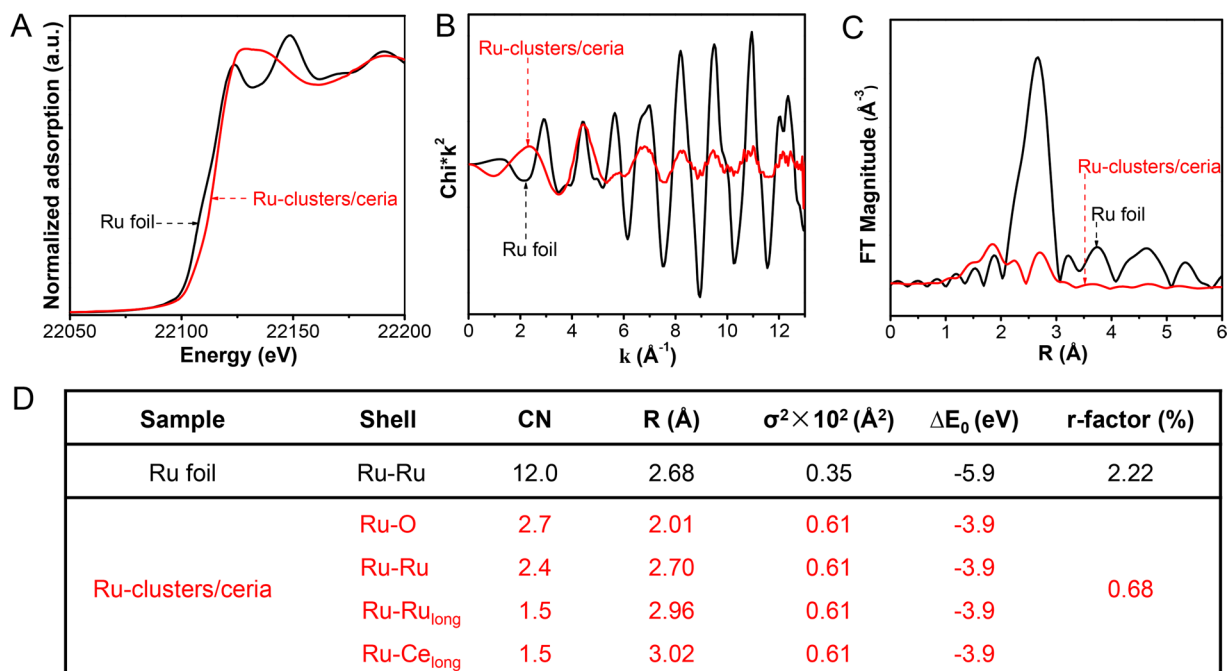 A
Normalized adsorption (a.u.)
Ru foil
Ru-clusters/ceria
22050 22100 22150 22200
Energy (eV)
B
Chi*K²
Ru-clusters/ceria
Ru foil
0 2 4 6 8 10 12
k (Å⁻¹)
C
FT Magnitude (Å⁻³)
Ru-clusters/ceria
Ru foil
0 1 2 3 4 5 6
R (Å)
D
Sample Shell CN R (Å) σ²×10² (Å²) ΔE₀ (eV) r-factor (%)
Ru foil Ru-Ru 12.0 2.68 0.35 -5.9 2.22
Ru-O 2.7 2.01 0.61 -3.9
Ru-Ru 2.4 2.70 0.61 -3.9
Ru-clusters/ceria 0.68
Ru-Ru_long 1.5 2.96 0.61 -3.9
Ru-Ce_long 1.5 3.02 0.61 -3.9